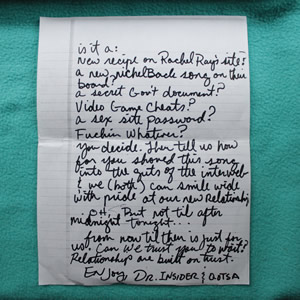 is it a:
New recipe on Rachel Ray's site?
a new nickelBack song on their
board?
a secret Gov't document?
Video Game Cheats?
a sex site password?
Fuckin Whatever?
You decide. Then tell us how
far you shoved this song
into the guts of the interweb
& we (both) can smile wide
with pride at our new Relationship
OH, But not til after
midnight tonight...
from now til then is just for
us. Can we trust you to wait?
Relationships are built on trust.
Enjoy Dr. INSIDER & GOTSA